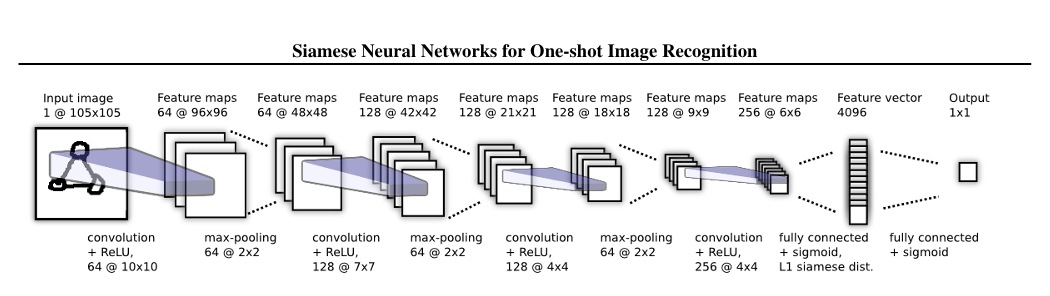 Siamese Neural Networks for One-shot Image Recognition
Input image
1 @ 105x105
Feature maps
64 @ 96x96
Feature maps
64 @ 48x48
Feature maps
128 @ 42x42
Feature maps
128 @ 21x21
Feature maps
128 @ 18x18
Feature maps
128 @ 9x9
Feature maps
256 @ 6x6
Feature vector
4096
Output
1x1
convolution
+ ReLU,
64 @ 10x10
max-pooling
64 @ 2x2
convolution
+ ReLU,
128 @ 7x7
max-pooling
64 @ 2x2
convolution
+ ReLU,
128 @ 4x4
max-pooling
64 @ 2x2
convolution
+ ReLU,
256 @ 4x4
fully connected
+ sigmoid,
L1 siamese dist.
fully connected
+ sigmoid